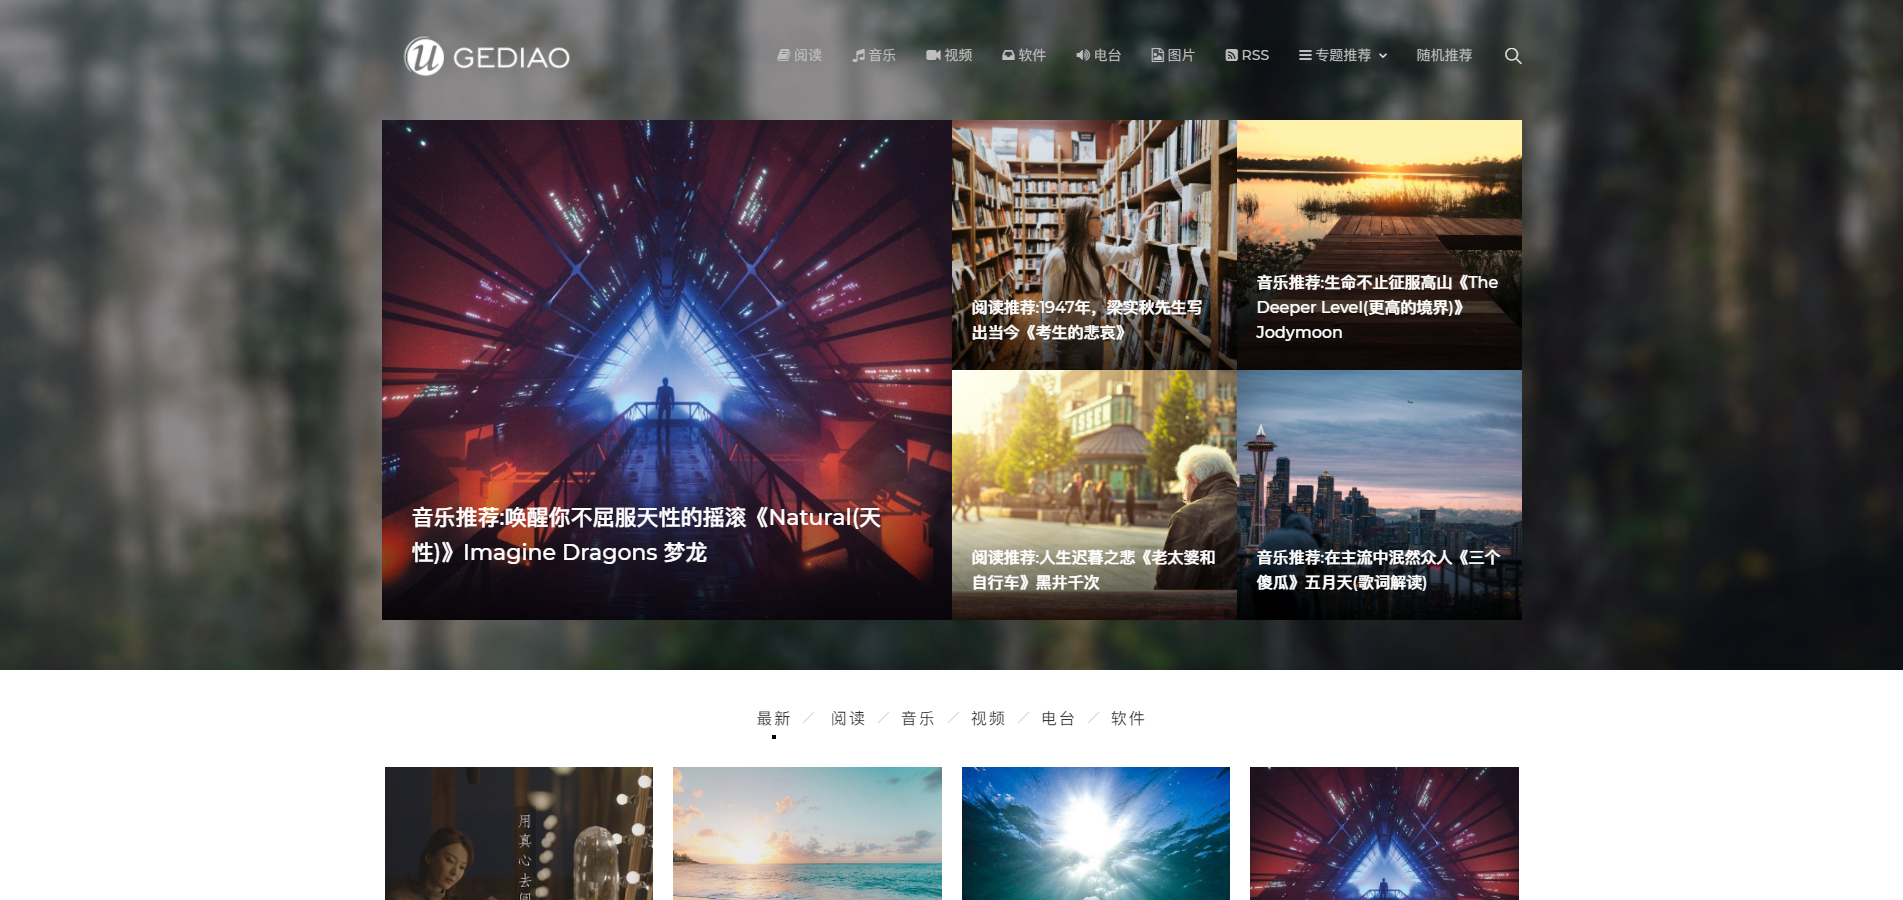 u GEDIAO
阅读 音乐 视频 软件 电台 图片 RSS 专题推荐 随机推荐
音乐推荐:唤醒你不屈服天性的摇滚《Natural(天
性)》Imagine Dragons 梦龙
阅读推荐:1947年，梁实秋先生写
出当今《考生的悲哀》
音乐推荐:生命不止征服高山《The
Deeper Level(更高的境界)》
Jodymoon
阅读推荐:人生迟暮之悲《老太婆和
自行车》黑井千次
音乐推荐:在主流中泯然众人《三个
傻瓜》五月天(歌词解读)
最新 ／ 阅读 ／ 音乐 ／ 视频 ／ 电台 ／ 软件
用真心去